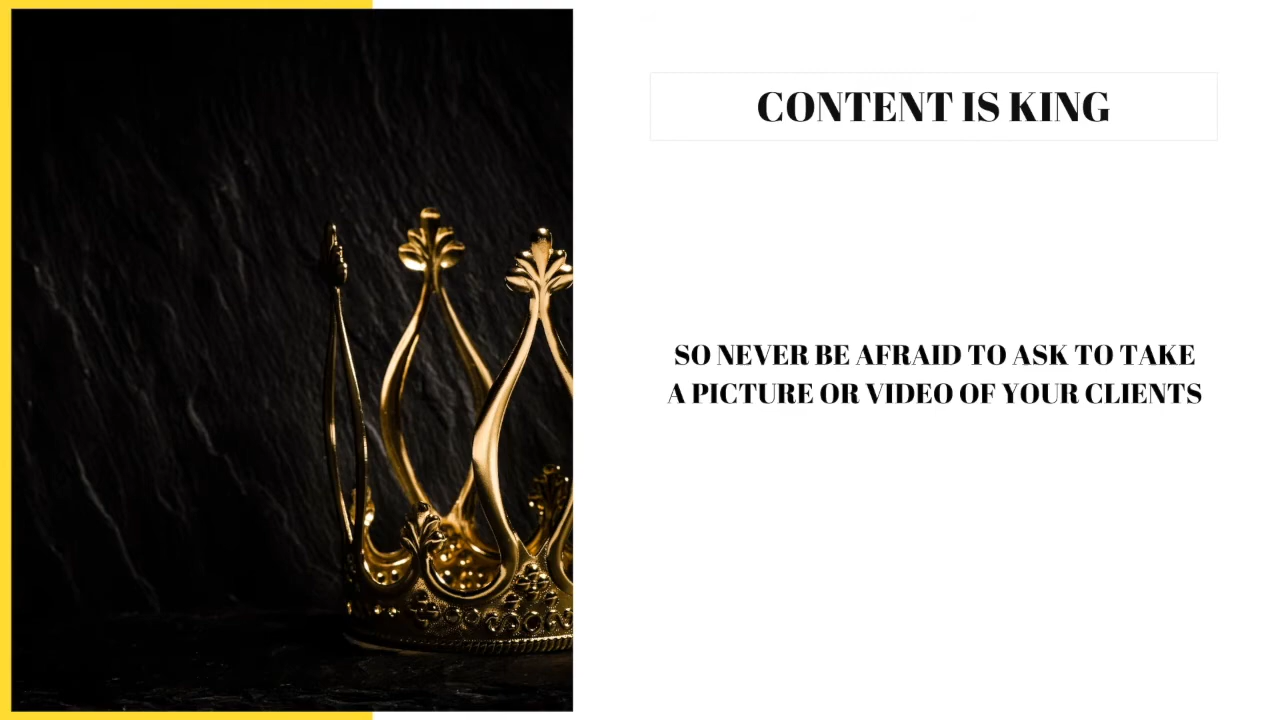 CONTENT IS KING
SO NEVER BE AFRAID TO ASK TO TAKE
A PICTURE OR VIDEO OF YOUR CLIENTS